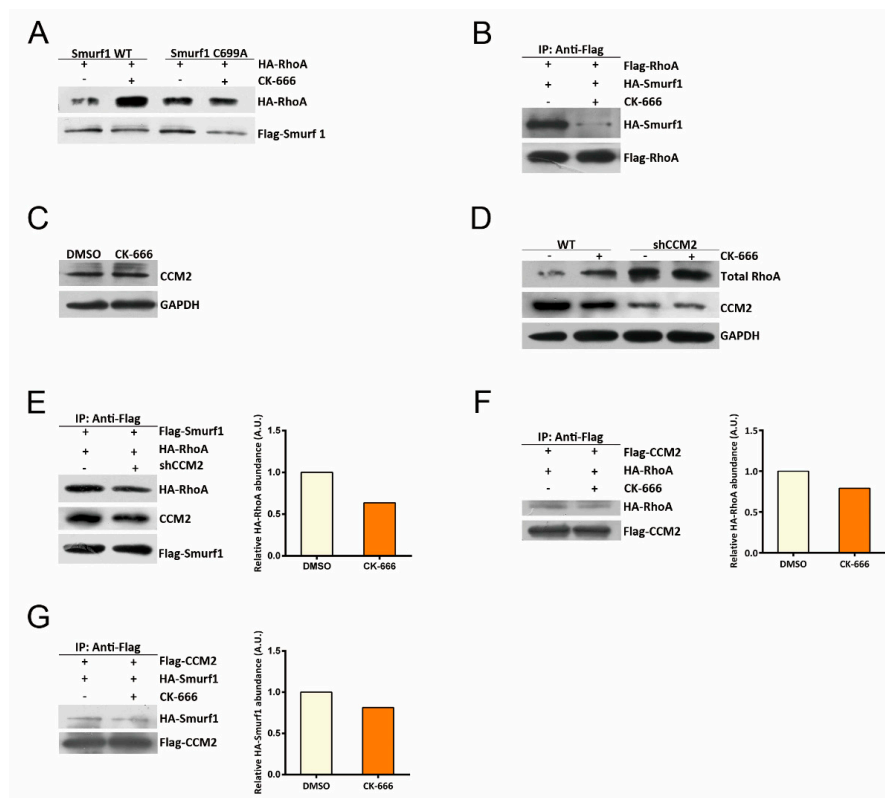 A
Smurf1 WT Smurf1 C699A
+ + + + HA-RhoA
- + - + CK-666
HA-RhoA
Flag-Smurf 1
B
IP: Anti-Flag
+ + Flag-RhoA
+ + HA-Smurf1
- + CK-666
HA-Smurf1
Flag-RhoA
C
DMSO CK-666
CCM2
GAPDH
D
WT shCCM2
- + - + CK-666
Total RhoA
CCM2
GAPDH
E
IP: Anti-Flag
+ + Flag-Smurf1
+ + HA-RhoA
- + shCCM2
HA-RhoA
CCM2
Flag-Smurf1
Relative HA-RhoA abundance (A.U.)
1.5
1.0
0.5
0.0
DMSO CK-666
F
IP: Anti-Flag
+ + Flag-CCM2
+ + HA-RhoA
- + CK-666
HA-RhoA
Flag-CCM2
Relative HA-RhoA abundance (A.U.)
1.5
1.0
0.5
0.0
DMSO CK-666
G
IP: Anti-Flag
+ + Flag-CCM2
+ + HA-Smurf1
- + CK-666
HA-Smurf1
Flag-CCM2
Relative HA-Smurf1 abundance (A.U.)
1.5
1.0
0.5
0.0
DMSO CK-666